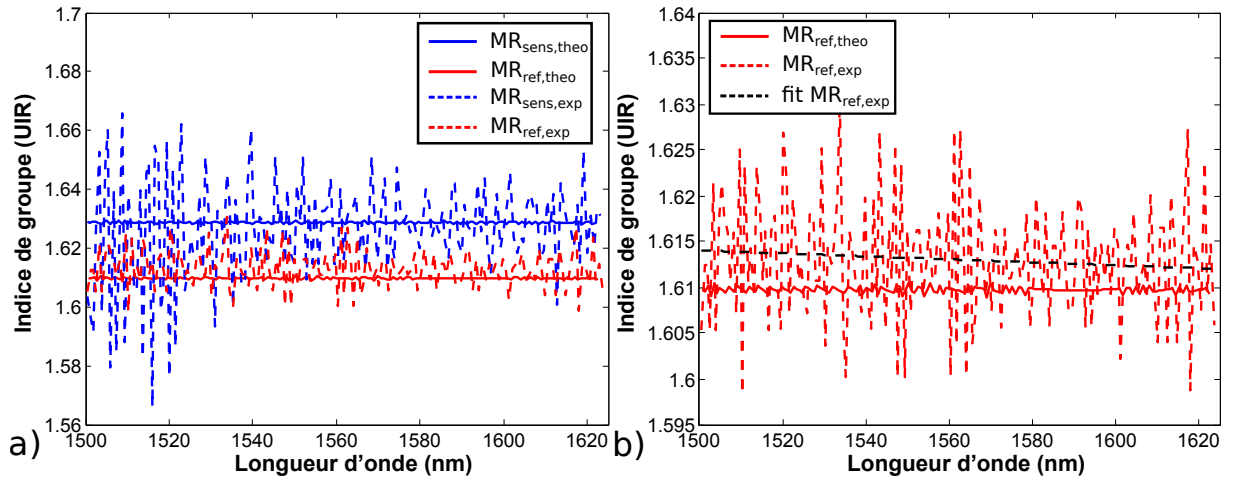 1.7
1.68
1.66
1.64
1.62
1.6
1.58
1.56
1500
1520
1540
1560
1580
1600
1620
Indice de groupe (UIR)
Longueur d'onde (nm)
MRsens,theo
MRref,theo
MRsens,exp
MRref,exp
a)
1.64
1.635
1.63
1.625
1.62
1.615
1.61
1.605
1.6
1.595
1500
1520
1540
1560
1580
1600
1620
Indice de groupe (UIR)
Longueur d'onde (nm)
MRref,theo
MRref,exp
fit MRref,exp
b)